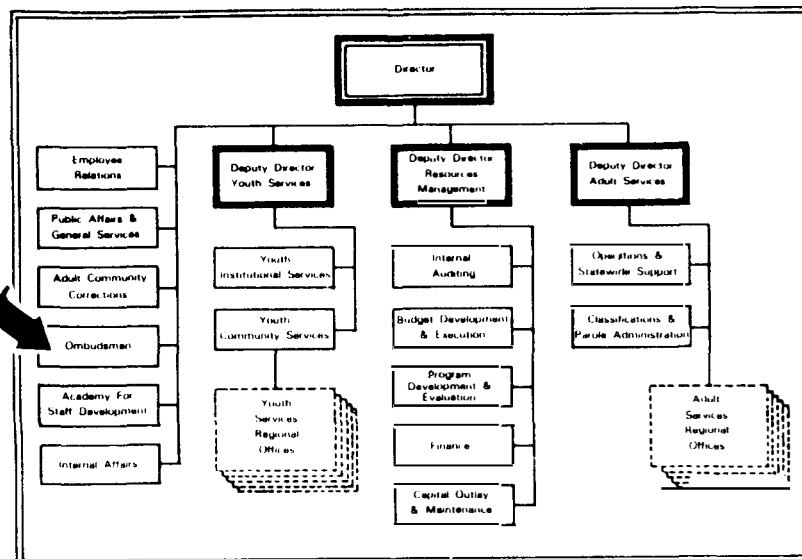 Director
Employee
Relations
Public Affairs &
General Services
Adult Community
Corrections
Ombudsman
Academy For
Staff Development
Internal Affairs
Deputy Director
Youth Services
Youth
Institutional Services
Youth
Community Services
Youth
Services
Regional
Offices
Deputy Director
Resources
Management
Internal
Auditing
Budget Development
& Execution
Program
Development &
Evaluation
Finance
Capital Outlay
& Maintenance
Deputy Director
Adult Services
Operations &
Statewide Support
Classifications &
Parole Administration
Adult
Services
Regional
Offices